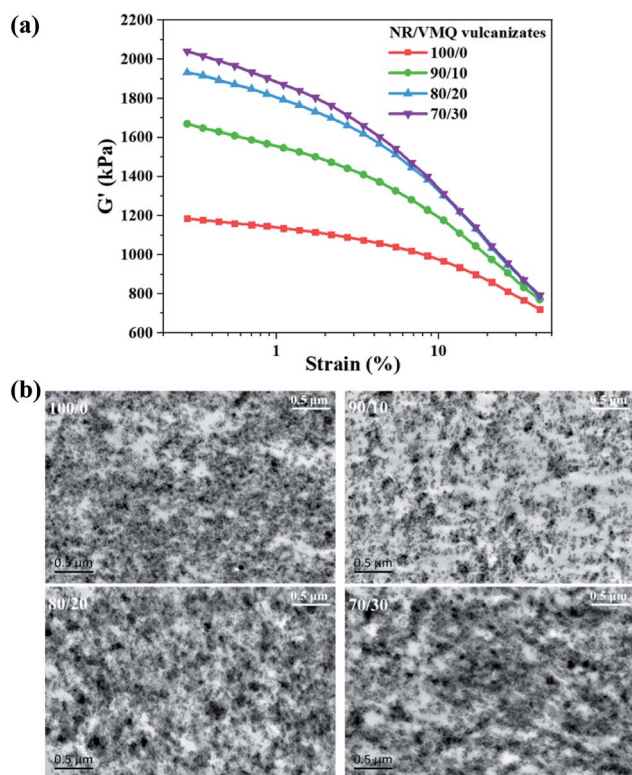 (a)
NR/VMQ vulcanizates
100/0
90/10
80/20
70/30
2200
2000
1800
1600
1400
1200
1000
800
600
G' (kPa)
1
10
Strain (%)
(b)
100/0
0.5 μm
0.5 μm
90/10
0.5 μm
0.5 μm
80/20
0.5 μm
0.5 μm
70/30
0.5 μm
0.5 μm